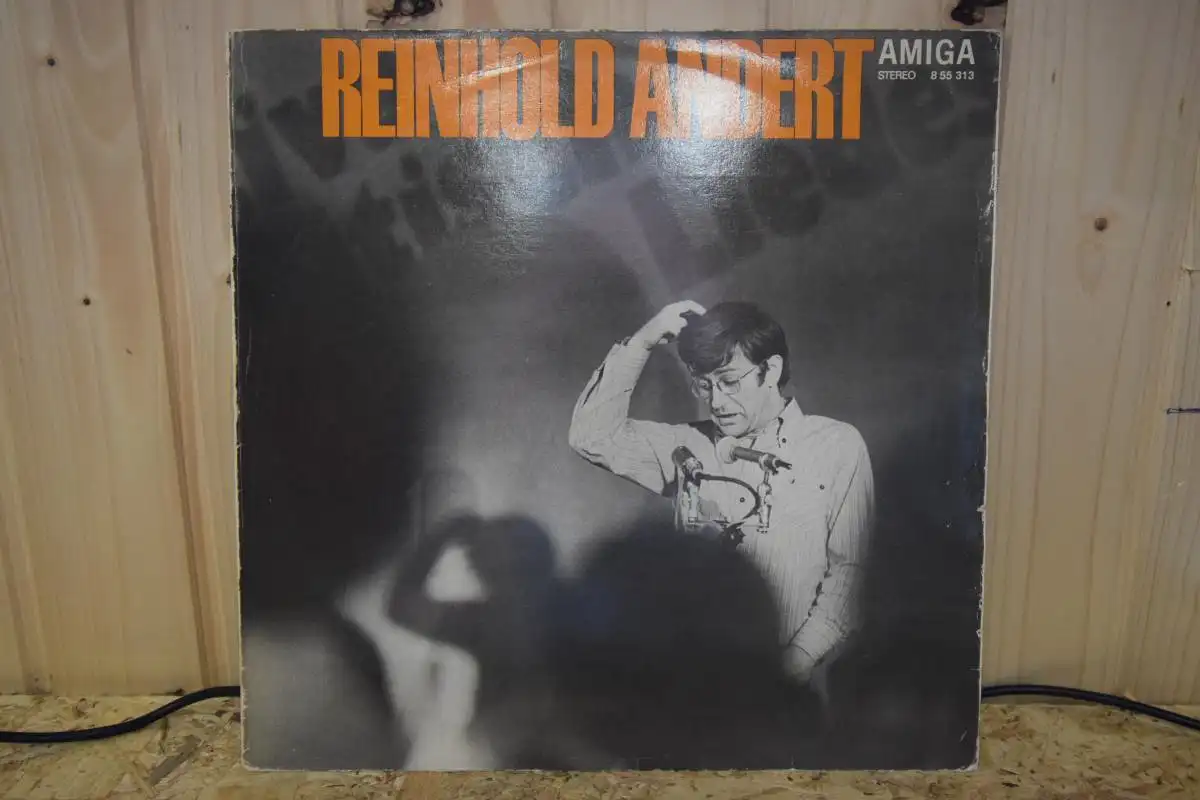 REINHOLD ANDERT
AMIGA
STEREO 8 55 313